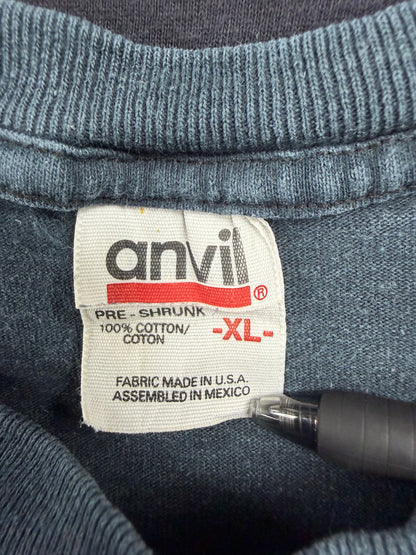 anvil
®
PRE - SHRUNK
100% COTTON/
COTON
-XL-
FABRIC MADE IN U.S.A.
ASSEMBLED IN MEXICO